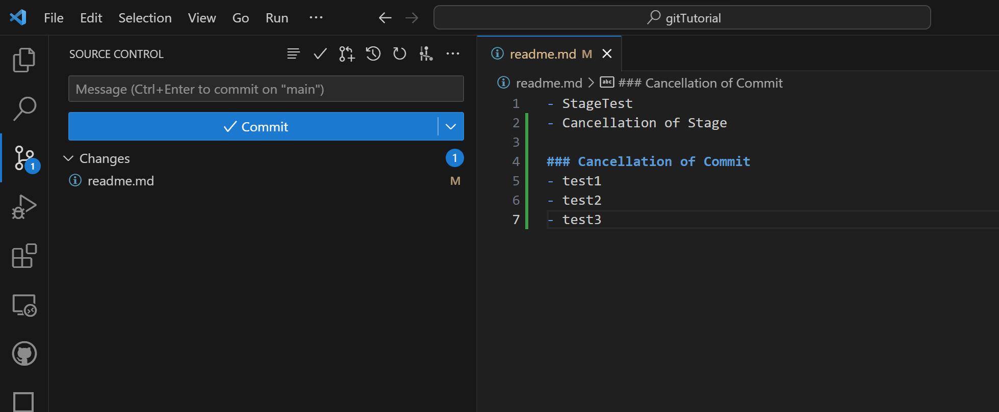 File Edit Selection View Go Run ···
gitTutorial
SOURCE CONTROL
Message (Ctrl+Enter to commit on "main")
Commit
Changes 1
readme.md M
1
readme.md M
readme.md > abc ### Cancellation of Commit
1 - StageTest
2 - Cancellation of Stage
3
4 ### Cancellation of Commit
5 - test1
6 - test2
7 - test3